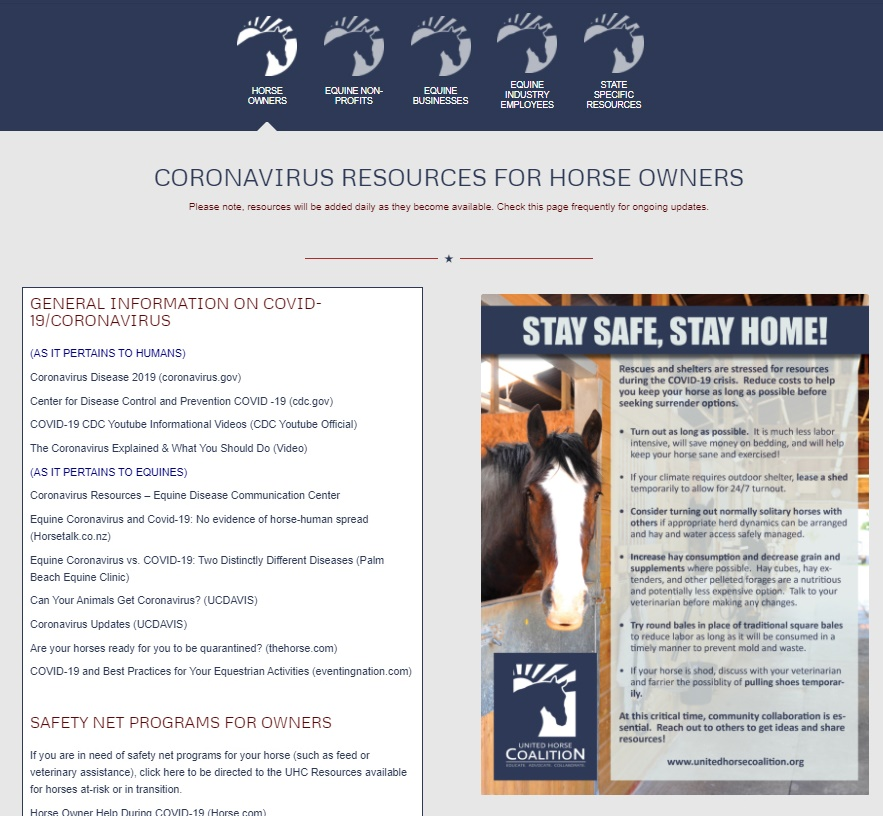 HORSE
OWNERS
EQUINE NON-
PROFITS
EQUINE
BUSINESSES
EQUINE
INDUSTRY
EMPLOYEES
STATE
SPECIFIC
RESOURCES
CORONAVIRUS RESOURCES FOR HORSE OWNERS
Please note, resources will be added daily as they become available. Check this page frequently for ongoing updates.
GENERAL INFORMATION ON COVID-
19/CORONAVIRUS
(AS IT PERTAINS TO HUMANS)
Coronavirus Disease 2019 (coronavirus.gov)
Center for Disease Control and Prevention COVID -19 (cdc.gov)
COVID-19 CDC Youtube Informational Videos (CDC Youtube Official)
The Coronavirus Explained & What You Should Do (Video)
(AS IT PERTAINS TO EQUINES)
Coronavirus Resources – Equine Disease Communication Center
Equine Coronavirus and Covid-19: No evidence of horse-human spread
(Horsetalk.co.nz)
Equine Coronavirus vs. COVID-19: Two Distinctly Different Diseases (Palm
Beach Equine Clinic)
Can Your Animals Get Coronavirus? (UCDAVIS)
Coronavirus Updates (UCDAVIS)
Are your horses ready for you to be quarantined? (thehorse.com)
COVID-19 and Best Practices for Your Equestrian Activities (eventingnation.com)
SAFETY NET PROGRAMS FOR OWNERS
If you are in need of safety net programs for your horse (such as feed or
veterinary assistance), click here to be directed to the UHC Resources available
for horses at-risk or in transition.
Horse Owner Help During COVID-19 (Horse.com)
STAY SAFE, STAY HOME!
Rescues and shelters are stressed for resources
during the COVID-19 crisis. Reduce costs to help
you keep your horse as long as possible before
seeking surrender options.
• Turn out as long as possible. It is much less labor
intensive, will save money on bedding, and will help
keep your horse sane and exercised!
• If your climate requires outdoor shelter, lease a shed
temporarily to allow for 24/7 turnout.
• Consider turning out normally solitary horses with
others if appropriate herd dynamics can be arranged
and hay and water access safely managed.
• Increase hay consumption and decrease grain and
supplements where possible. Hay cubes, hay ex-
tenders, and other pelleted forages are a nutritious
and potentially less expensive option. Talk to your
veterinarian before making any changes.
• Try round bales in place of traditional square bales
to reduce labor as long as it will be consumed in a
timely manner to prevent mold and waste.
• If your horse is shod, discuss with your veterinarian
and farrier the possiblity of pulling shoes temporar-
ily.
At this critical time, community collaboration is es-
sential. Reach out to others to get ideas and share
resources!
www.unitedhorsecoalition.org
UNITED HORSE
COALITION
EDUCATE ADVOCATE COLLABORATE